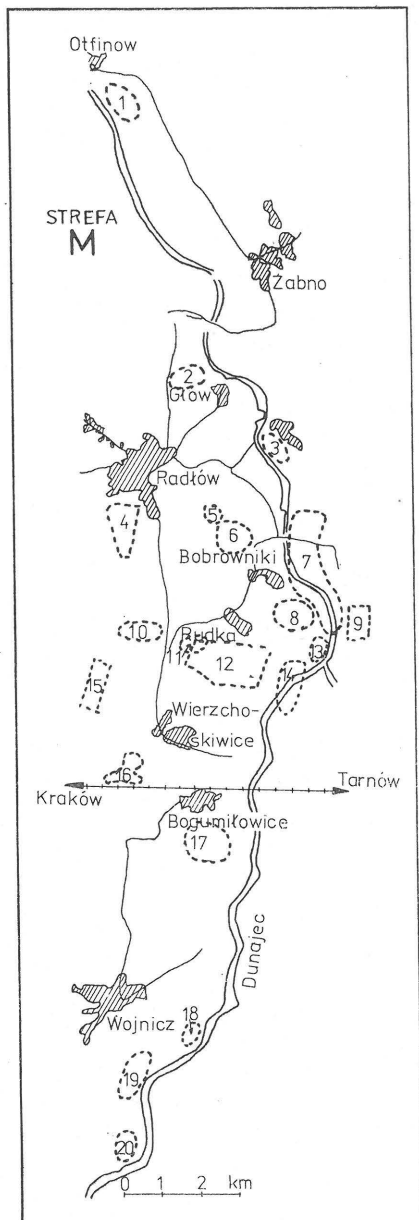 Otfinow
1
STREFA
M
Żabno
2
Głów
3
Radłów
4
5
6
7
Bobrowniki
8
9
10
Rudka
11
12
13
14
15
Wierzcho-
skiwice
16
Kraków
Tarnów
Bogumiłowice
17
Dunajec
Wojnicz
18
19
20
0 1 2 km